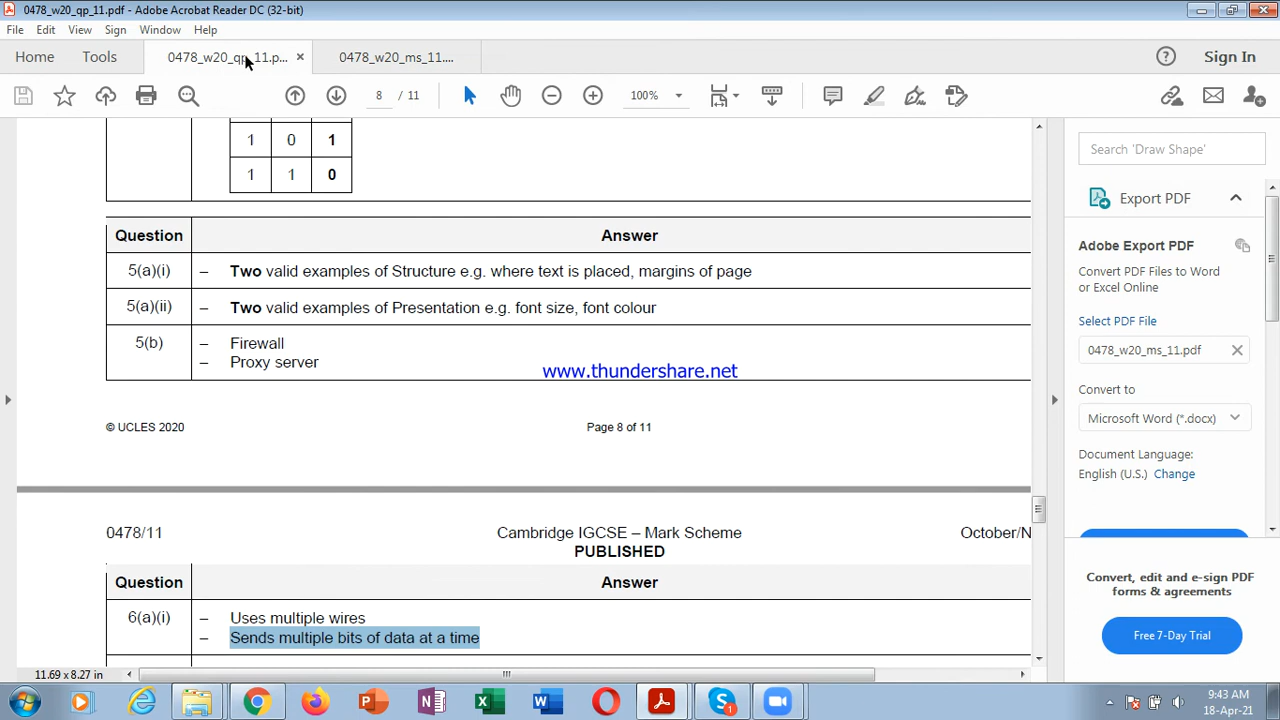 0478_w20_qp_11.pdf - Adobe Acrobat Reader DC (32-bit)
File Edit View Sign Window Help
Home Tools 0478_w20_qp_11.p... × 0478_w20_ms_11.... ? Sign In
8 / 11 100%
1 0 1
1 1 0
Question Answer
5(a)(i) – Two valid examples of Structure e.g. where text is placed, margins of page
5(a)(ii) – Two valid examples of Presentation e.g. font size, font colour
5(b) – Firewall
– Proxy server
www.thundershare.net
© UCLES 2020 Page 8 of 11
0478/11 Cambridge IGCSE – Mark Scheme October/N
PUBLISHED
Question Answer
6(a)(i) – Uses multiple wires
– Sends multiple bits of data at a time
11.69 x 8.27 in
Search 'Draw Shape'
Export PDF
Adobe Export PDF
Convert PDF Files to Word
or Excel Online
Select PDF File
0478_w20_ms_11.pdf
Convert to
Microsoft Word (*.docx)
Document Language:
English (U.S.) Change
Convert, edit and e-sign PDF
forms & agreements
Free 7-Day Trial
9:43 AM
18-Apr-21